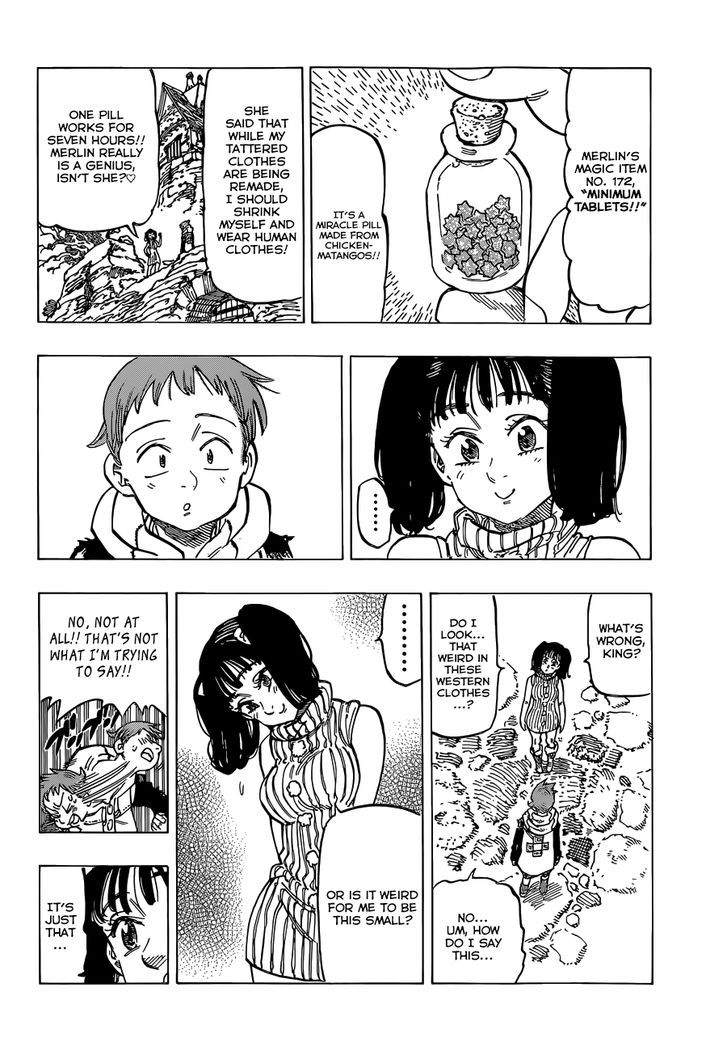 MERLIN'S
MAGIC ITEM
NO. 172,
"MINIMUM
TABLETS!!"
IT'S A
MIRACLE PILL
MADE FROM
CHICKEN-
MATANGOS!!
SHE
SAID THAT
WHILE MY
TATTERED
CLOTHES
ARE BEING
REMADE,
I SHOULD
SHRINK
MYSELF AND
WEAR HUMAN
CLOTHES!
ONE PILL
WORKS FOR
SEVEN HOURS!!
MERLIN REALLY
IS A GENIUS,
ISN'T SHE?♡
......
WHAT'S
WRONG,
KING?
DO I
LOOK...
THAT
WEIRD IN
THESE
WESTERN
CLOTHES
...?
NO...
UM, HOW
DO I SAY
THIS...
.......
OR IS IT WEIRD
FOR ME TO BE
THIS SMALL?
NO, NOT AT
ALL!! THAT'S NOT
WHAT I'M TRYING
TO SAY!!
IT'S
JUST
THAT
...